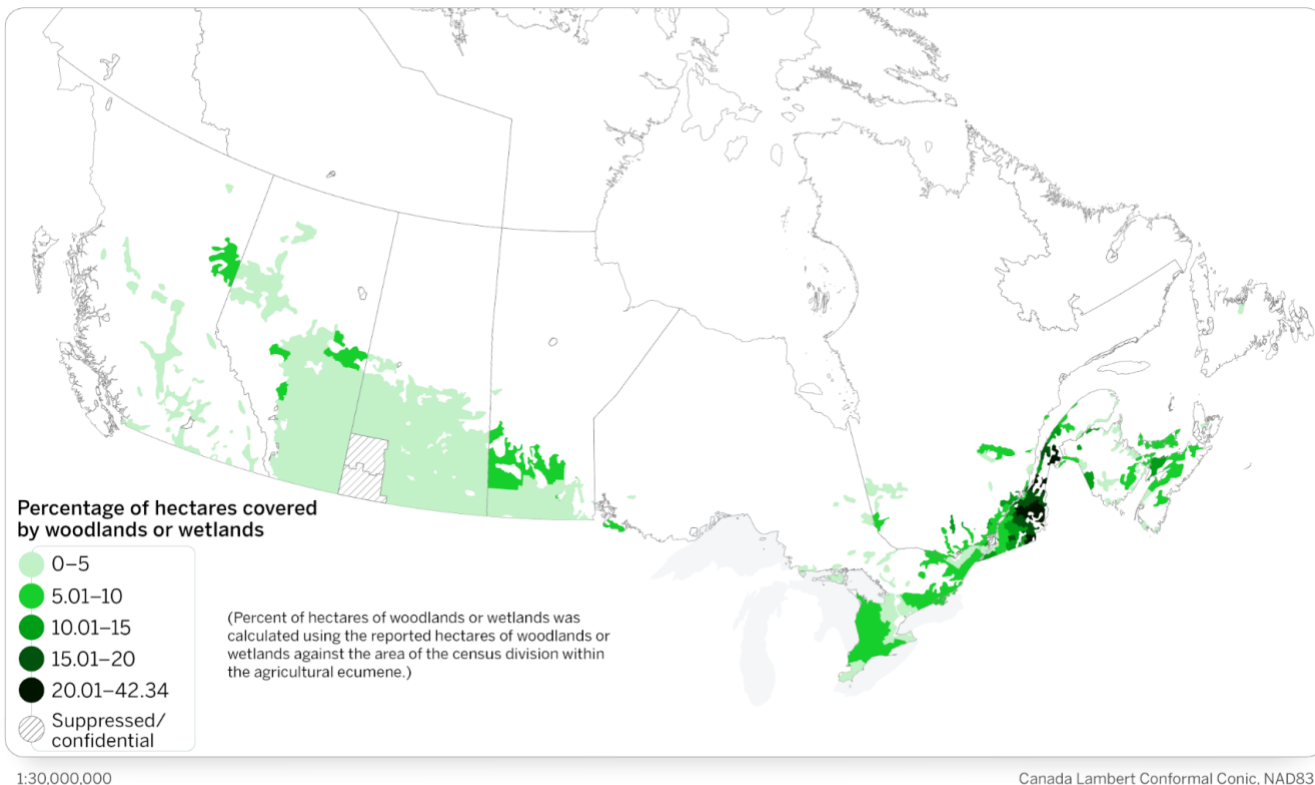 Percentage of hectares covered
by woodlands or wetlands
0–5
5.01–10
10.01–15
15.01–20
20.01–42.34
Suppressed/
confidential
(Percent of hectares of woodlands or wetlands was
calculated using the reported hectares of woodlands or
wetlands against the area of the census division within
the agricultural ecumene.)
1:30,000,000
Canada Lambert Conformal Conic, NAD83